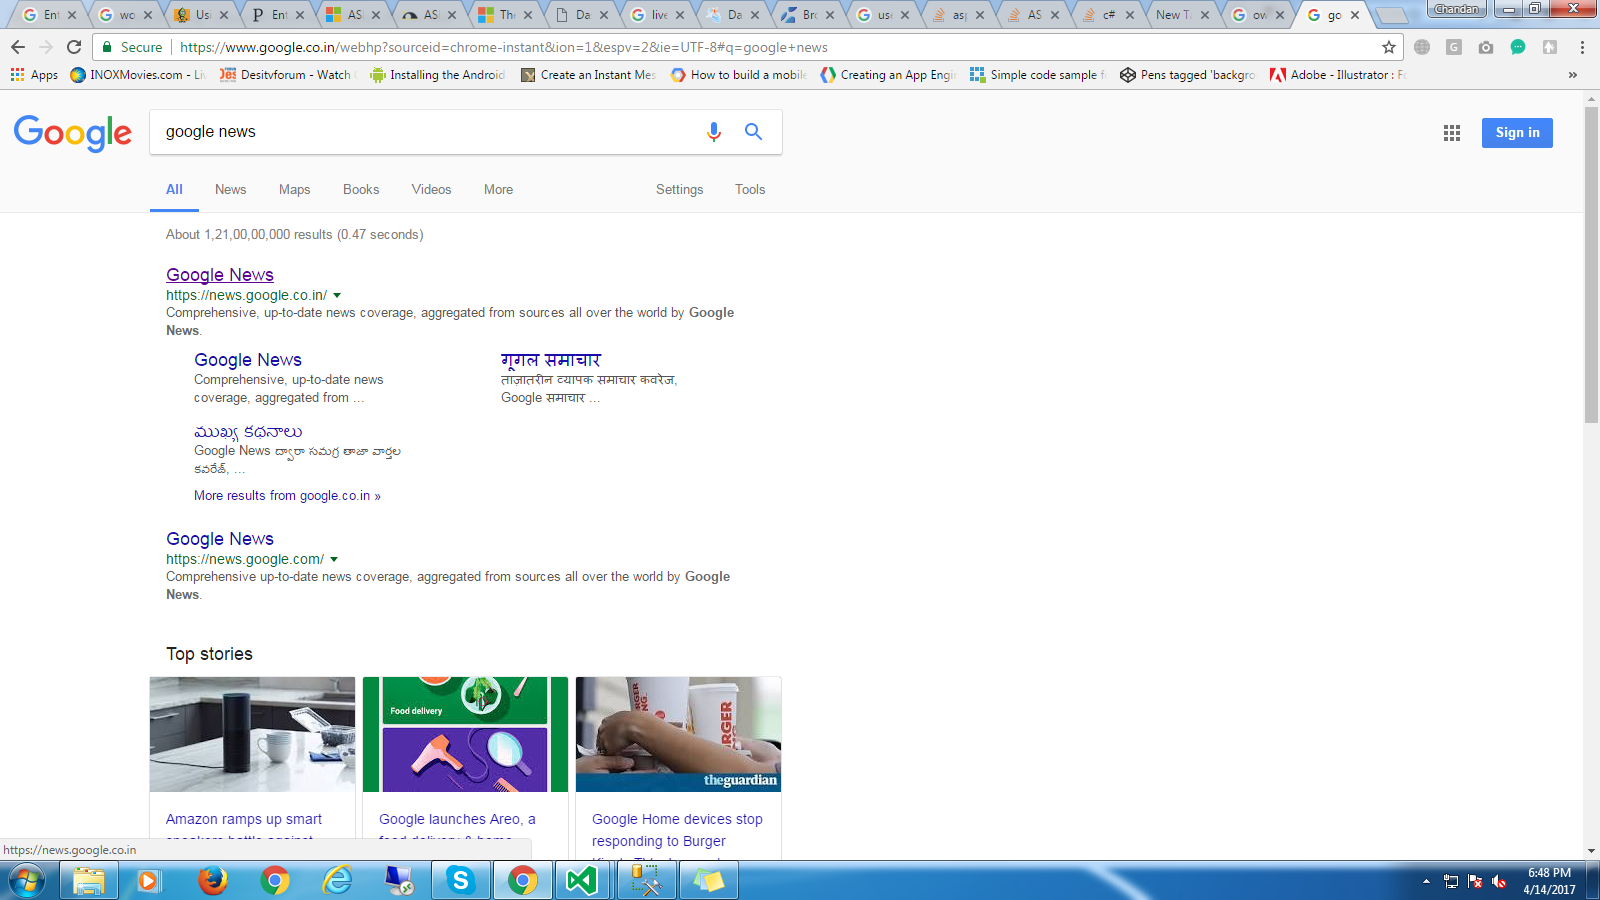 Ent
wo
Usi
Ent
AS
AS
The
Da
live
Da
Bro
use
asp
AS
c#
New T
ow
go
Chandan
Secure
https://www.google.co.in/webhp?sourceid=chrome-instant&ion=1&espv=2&ie=UTF-8#q=google+news
Apps
INOXMovies.com - Li
Desitvforum - Watch
Installing the Android
Create an Instant Mes
How to build a mobile
Creating an App Engi
Simple code sample f
Pens tagged 'backgro
Adobe - Illustrator : Fo
»
Google
google news
Sign in
All
News
Maps
Books
Videos
More
Settings
Tools
About 1,21,00,00,000 results (0.47 seconds)
Google News
https://news.google.co.in/
Comprehensive, up-to-date news coverage, aggregated from sources all over the world by Google
News.
Google News
Comprehensive, up-to-date news
coverage, aggregated from ...
गूगल समाचार
ताज़ातरीन व्यापक समाचार कवरेज,
Google समाचार ...
ముఖ్య కథనాలు
Google News ద్వారా సమగ్ర తాజా వార్తల
కవరేజ్, ...
More results from google.co.in »
Google News
https://news.google.com/
Comprehensive up-to-date news coverage, aggregated from sources all over the world by Google
News.
Top stories
Food delivery
BURGER
KING
BURGER
theguardian
Amazon ramps up smart
Google launches Areo, a
food delivery & home
Google Home devices stop
responding to Burger
https://news.google.co.in
6:48 PM
4/14/2017